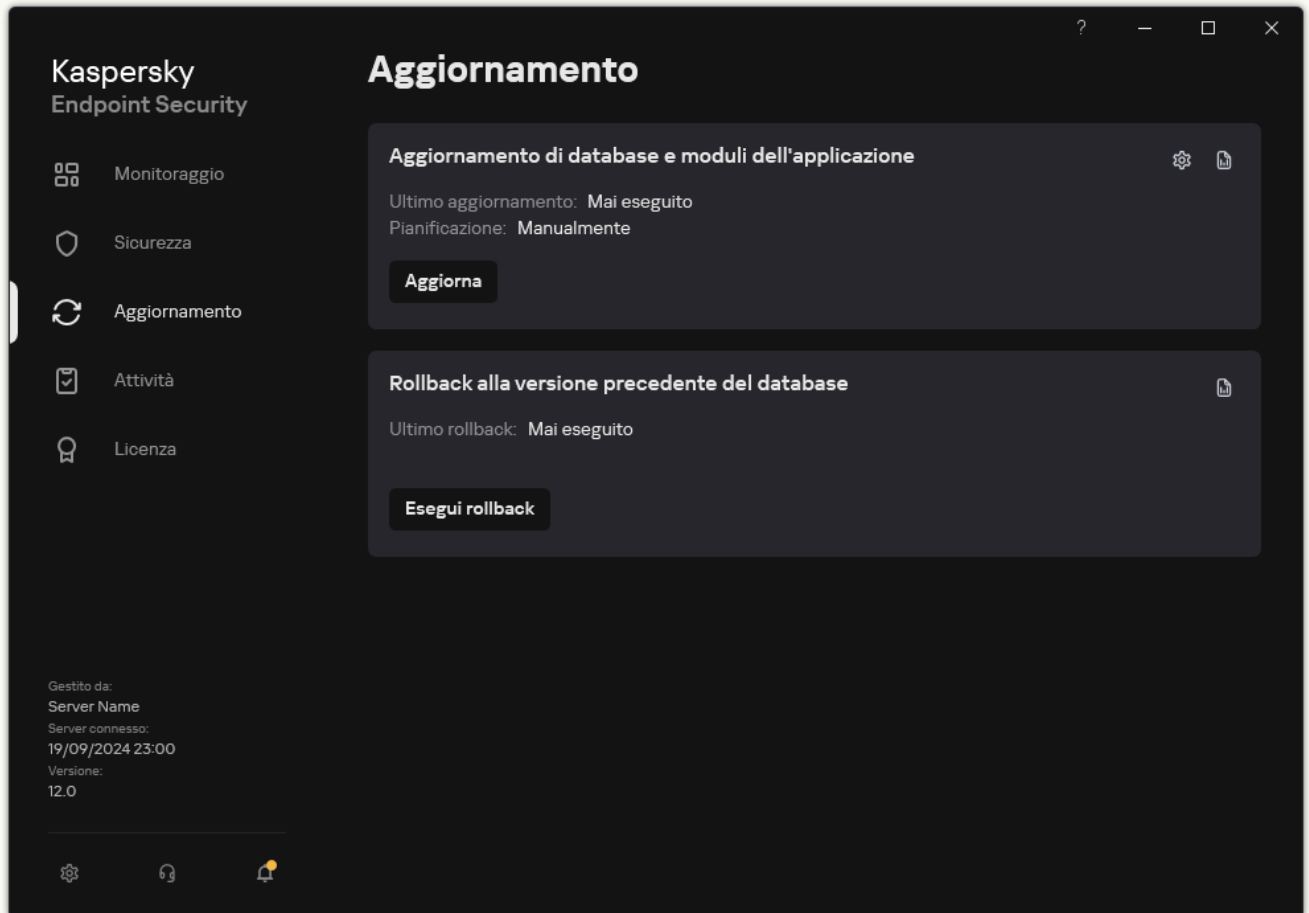 ?
Kaspersky
Endpoint Security
Monitoraggio
Sicurezza
Aggiornamento
Attività
Licenza
Gestito da:
Server Name
Server connesso:
19/09/2024 23:00
Versione:
12.0
Aggiornamento
Aggiornamento di database e moduli dell'applicazione
Ultimo aggiornamento: Mai eseguito
Pianificazione: Manualmente
Aggiorna
Rollback alla versione precedente del database
Ultimo rollback: Mai eseguito
Esegui rollback